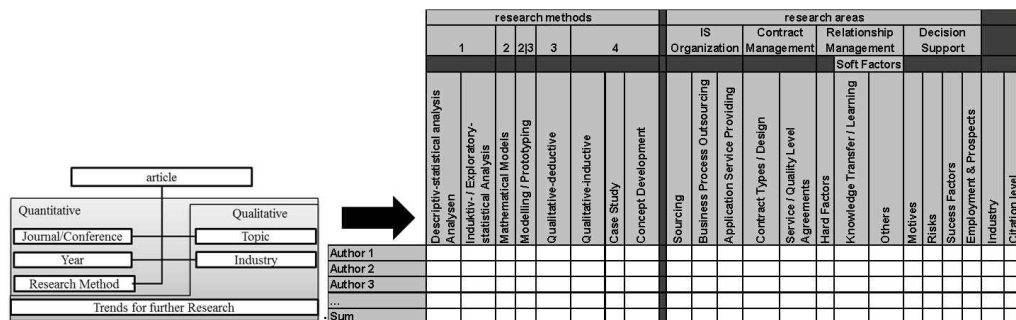 article
Quantitative
Qualitative
Journal/Conference
Topic
Year
Industry
Research Method
Trends for further Research
research methods
research areas
1
2
2|3
3
4
IS Organization
Contract Management
Relationship Management
Decision Support
Soft Factors
Descriptiv-statistical analysis
Analysen
Induktiv- / Exploratory-
statistical Analysis
Mathematical Models
Modelling / Prototyping
Qualitative-deductive
Qualitative-inductive
Case Study
Concept Development
Sourcing
Business Process Outsourcing
Application Service Providing
Contract Types / Design
Service / Quality Level
Agreements
Hard Factors
Knowledge Transfer / Learning
Others
Motives
Risks
Sucess Factors
Employment & Prospects
Industry
Citation level
Author 1
Author 2
Author 3
...
Sum